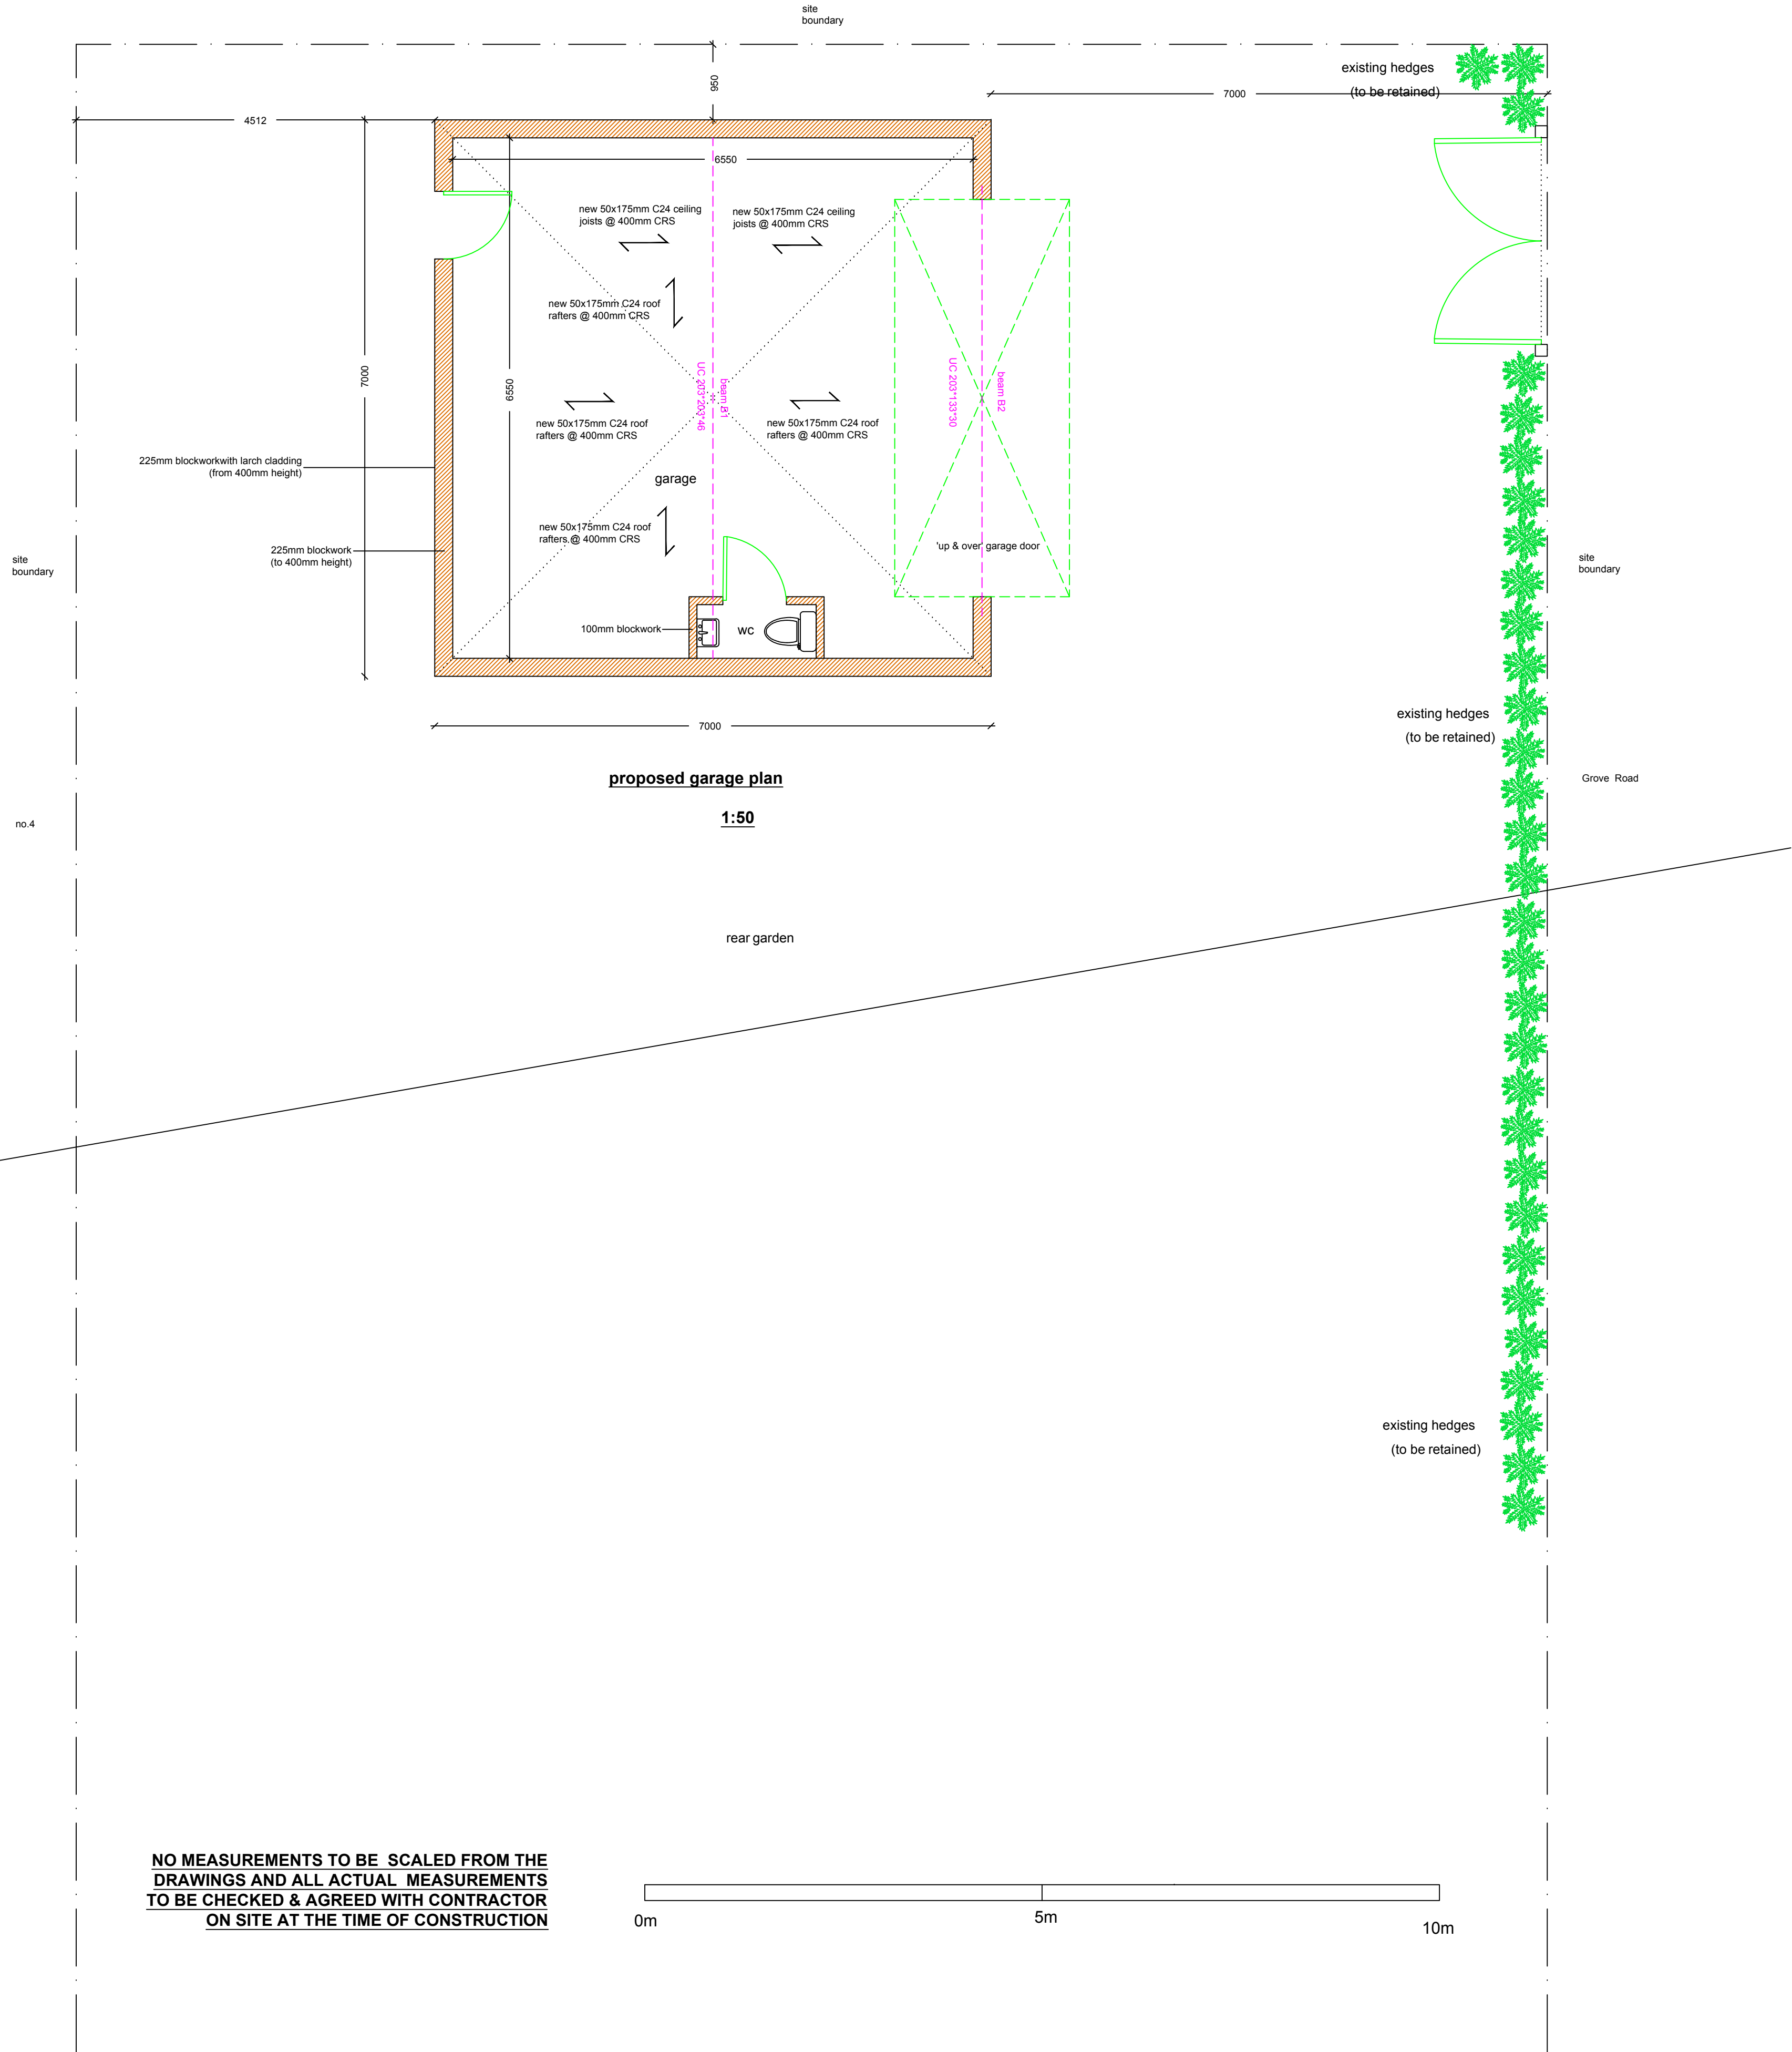 site
boundary
existing hedges
(to be retained)
950
7000
4512
6550
new 50x175mm C24 ceiling
joists @ 400mm CRS
new 50x175mm C24 ceiling
joists @ 400mm CRS
new 50x175mm C24 roof
rafters @ 400mm CRS
7000
6550
UC 203*203*46
beam B1
UC 203*133*30
beam B2
new 50x175mm C24 roof
rafters @ 400mm CRS
new 50x175mm C24 roof
rafters @ 400mm CRS
225mm blockworkwith larch cladding
(from 400mm height)
garage
new 50x175mm C24 roof
rafters @ 400mm CRS
225mm blockwork
(to 400mm height)
'up & over' garage door
site
boundary
site
boundary
100mm blockwork
wc
7000
existing hedges
(to be retained)
proposed garage plan
1:50
Grove Road
no.4
rear garden
existing hedges
(to be retained)
NO MEASUREMENTS TO BE SCALED FROM THE
DRAWINGS AND ALL ACTUAL MEASUREMENTS
TO BE CHECKED & AGREED WITH CONTRACTOR
ON SITE AT THE TIME OF CONSTRUCTION
0m
5m
10m